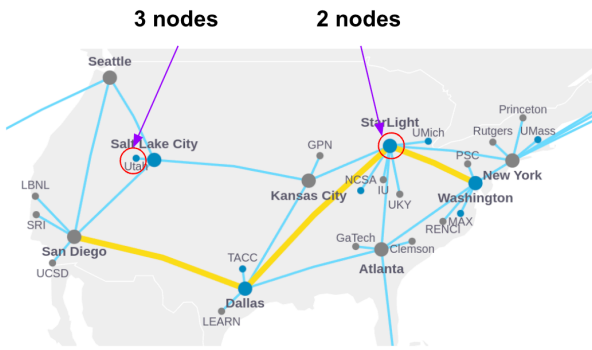 3 nodes
2 nodes
Seattle
Princeton
StarLight
UMich
Rutgers
UMass
Salt Lake City
GPN
PSC
Utah
New York
NCSA
IU
LBNL
Kansas City
UKY
Washington
SRI
MAX
RENCI
GaTech
Clemson
San Diego
TACC
Atlanta
UCSD
Dallas
LEARN